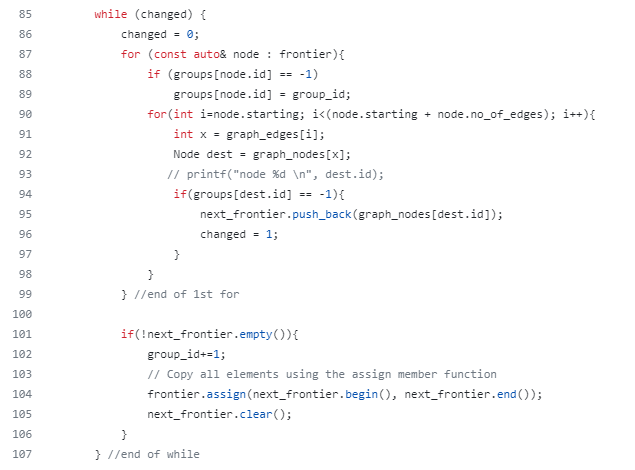 85 while (changed) {
86 changed = 0;
87 for (const auto& node : frontier){
88 if (groups[node.id] == -1)
89 groups[node.id] = group_id;
90 for(int i=node.starting; i<(node.starting + node.no_of_edges); i++){
91 int x = graph_edges[i];
92 Node dest = graph_nodes[x];
93 // printf("node %d \n", dest.id);
94 if(groups[dest.id] == -1){
95 next_frontier.push_back(graph_nodes[dest.id]);
96 changed = 1;
97 }
98 }
99 } //end of 1st for
100
101 if(!next_frontier.empty()){
102 group_id+=1;
103 // Copy all elements using the assign member function
104 frontier.assign(next_frontier.begin(), next_frontier.end());
105 next_frontier.clear();
106 }
107 } //end of while